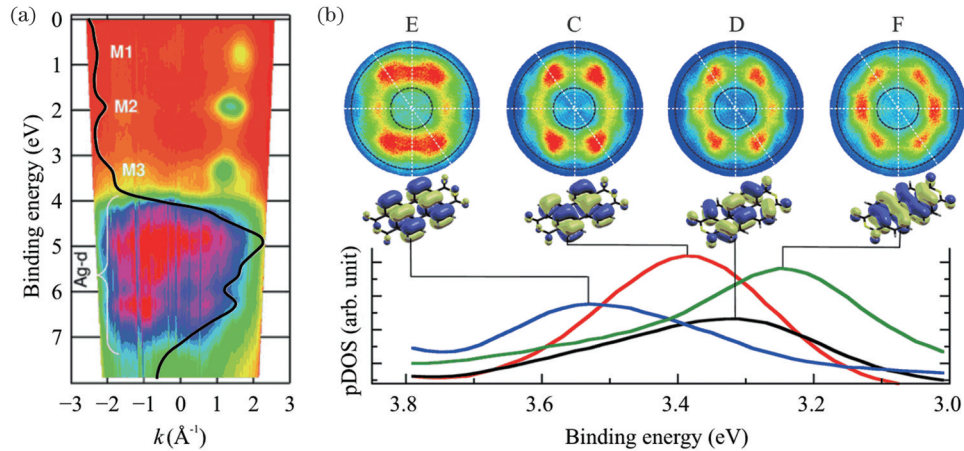 (a)
0
1
2
3
4
5
6
7
Binding energy (eV)
M1
M2
M3
Ag-d
−3
−2
−1
0
1
2
3
k (Å⁻¹)
(b)
E
C
D
F
pDOS (arb. unit)
3.8
3.6
3.4
3.2
3.0
Binding energy (eV)